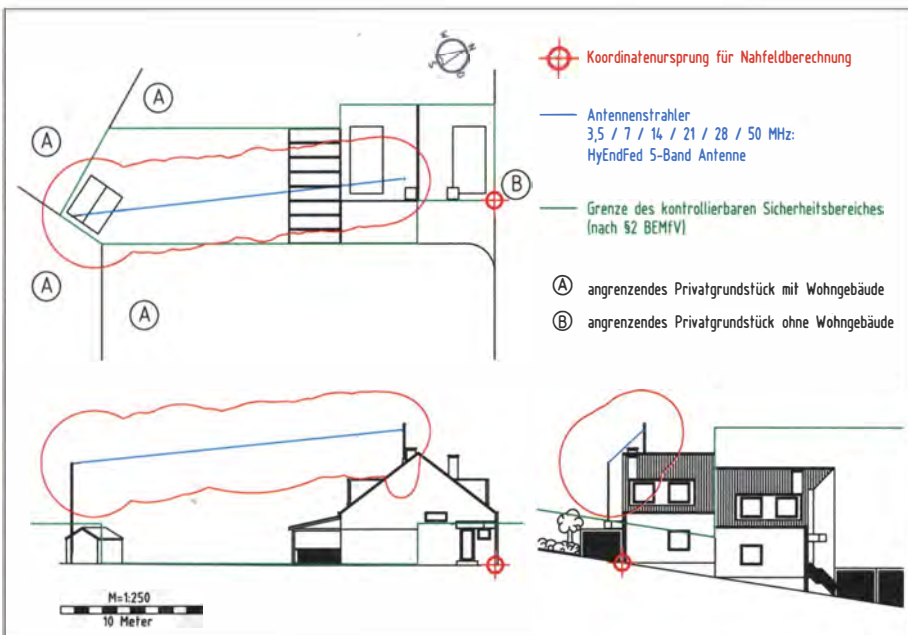 A
A
A
A
B
N
S
O
Koordinatenursprung für Nahfeldberechnung
Antennenstrahler
3,5 / 7 / 14 / 21 / 28 / 50 MHz:
HyEndFed 5-Band Antenne
Grenze des kontrollierbaren Sicherheitsbereiches
(nach §2 BEMfV)
A angrenzendes Privatgrundstück mit Wohngebäude
B angrenzendes Privatgrundstück ohne Wohngebäude
M=1:250
10 Meter